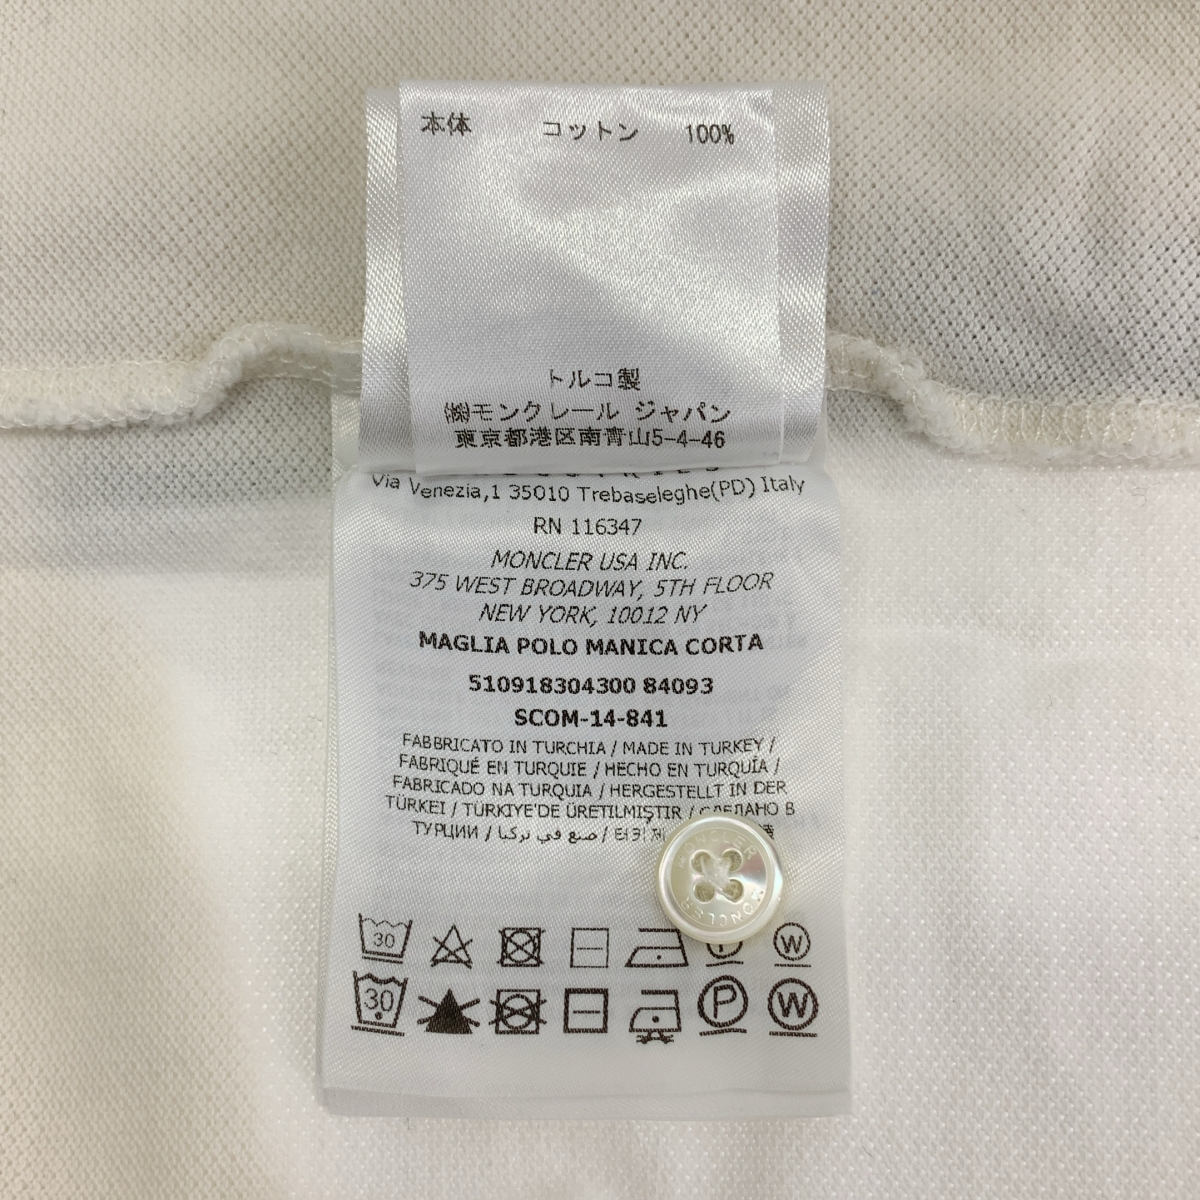 本体 コットン 100%
トルコ製
㈱モンクレール ジャパン
東京都港区南青山5-4-46
Via Venezia,1 35010 Trebaseleghe(PD) Italy
RN 116347
MONCLER USA INC.
375 WEST BROADWAY, 5TH FLOOR
NEW YORK, 10012 NY
MAGLIA POLO MANICA CORTA
510918304300 84093
SCOM-14-841
FABBRICATO IN TURCHIA / MADE IN TURKEY /
FABRIQUÉ EN TURQUIE / HECHO EN TURQUÍA /
FABRICADO NA TURQUIA / HERGESTELLT IN DER
TÜRKEI / TÜRKIYE'DE ÜRETILMIŞTIR / СДЕЛАНО В
ТУРЦИИ / صنع في تركيا /
MONCLER
30 W
30 P W